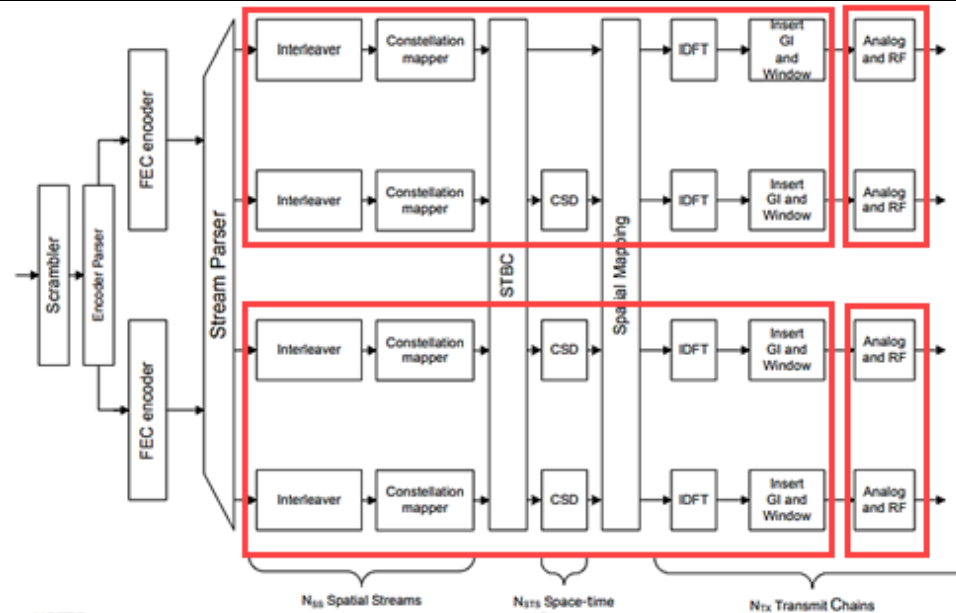 Scrambler
Encoder Parser
FEC encoder
FEC encoder
Stream Parser
Interleaver
Constellation
mapper
IDFT
Insert
GI
and
Window
Analog
and RF
Interleaver
Constellation
mapper
CSD
IDFT
Insert
GI and
Window
Analog
and RF
STBC
Spatial Mapping
Interleaver
Constellation
mapper
CSD
IDFT
Insert
GI and
Window
Analog
and RF
Interleaver
Constellation
mapper
CSD
IDFT
Insert
GI and
Window
Analog
and RF
NSS Spatial Streams
NSTS Space-time
NTX Transmit Chains